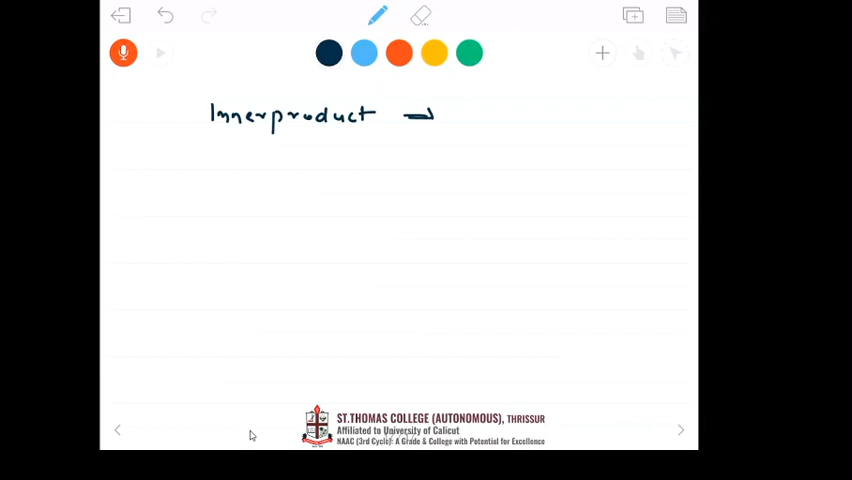 Innerproduct →
ST.THOMAS COLLEGE (AUTONOMOUS), THRISSUR
Affiliated to University of Calicut
NAAC (3rd Cycle): A Grade & College with Potential for Excellence